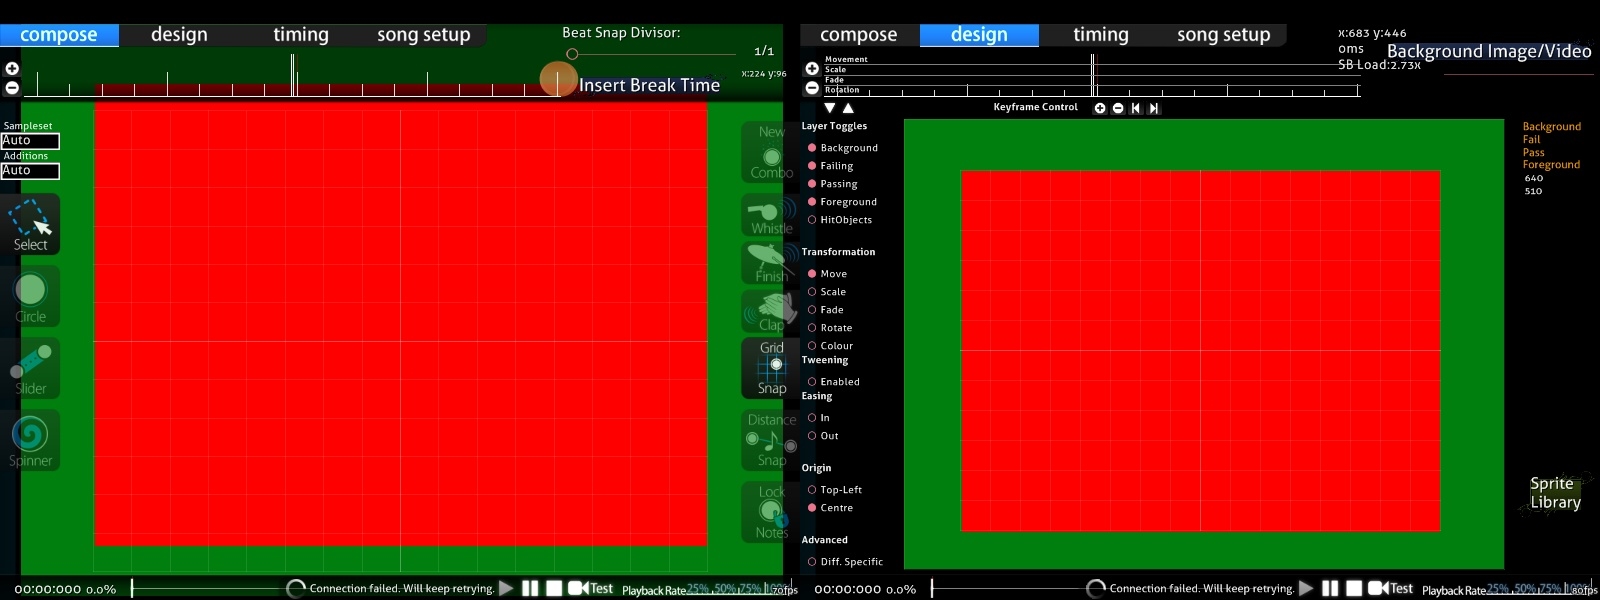 compose design timing song setup
Beat Snap Divisor:
1/1
x:224 y:96
Insert Break Time
Sampleset
Auto
Additions
Auto
Select
Circle
Slider
Spinner
New
Combo
Whistle
Finish
Clap
Grid
Snap
Distance
Snap
Lock
Notes
00:00:000 0.0%
Connection failed. Will keep retrying.
Test
Playback Rate 25% 50% 75% 100%
compose design timing song setup
x:683 y:446
0ms
SB Load:2.73x
Background Image/Video
Movement
Scale
Fade
Rotation
Keyframe Control
Layer Toggles
Background
Failing
Passing
Foreground
HitObjects
Transformation
Move
Scale
Fade
Rotate
Colour
Tweening
Enabled
Easing
In
Out
Origin
Top-Left
Centre
Advanced
Diff. Specific
Background
Fail
Pass
Foreground
640
510
Sprite
Library
00:00:000 0.0%
Connection failed. Will keep retrying.
Test
Playback Rate 25% 50% 75% 100%